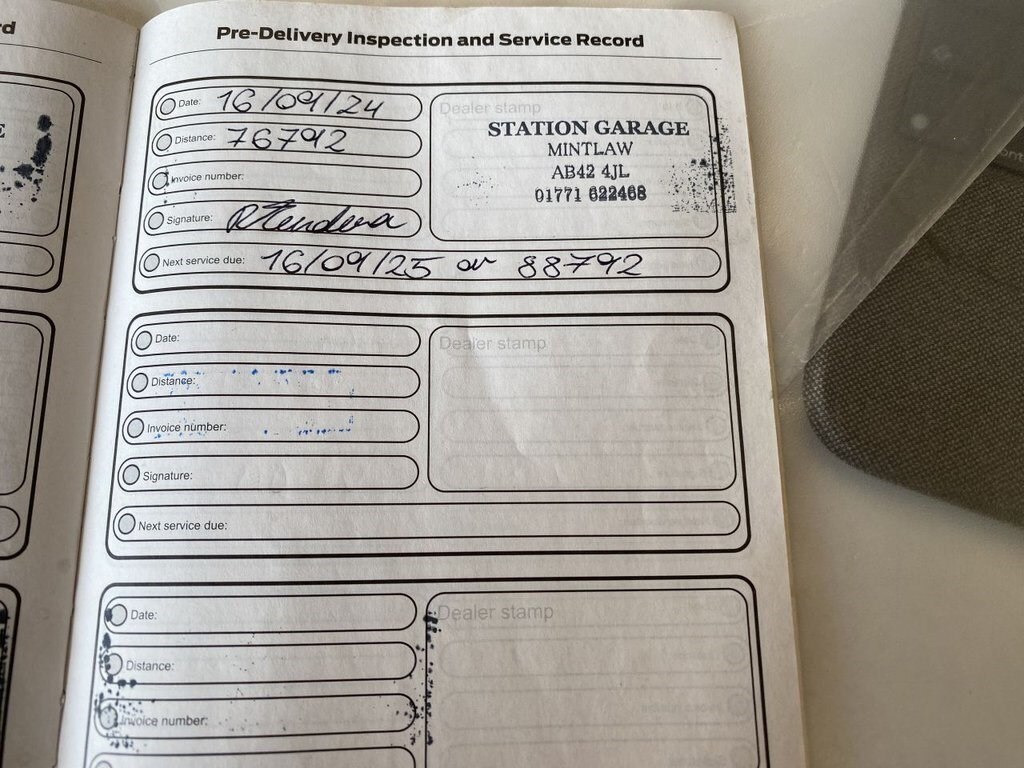 rd
Pre-Delivery Inspection and Service Record
Date: 16/09/24
Dealer stamp
Distance: 76792
STATION GARAGE
MINTLAW
AB42 4JL
01771 622468
Invoice number:
Signature:
Next service due: 16/09/25 or 88792
Date:
Dealer stamp
Distance:
Invoice number:
Signature:
Next service due:
Date:
Dealer stamp
Distance:
Invoice number: